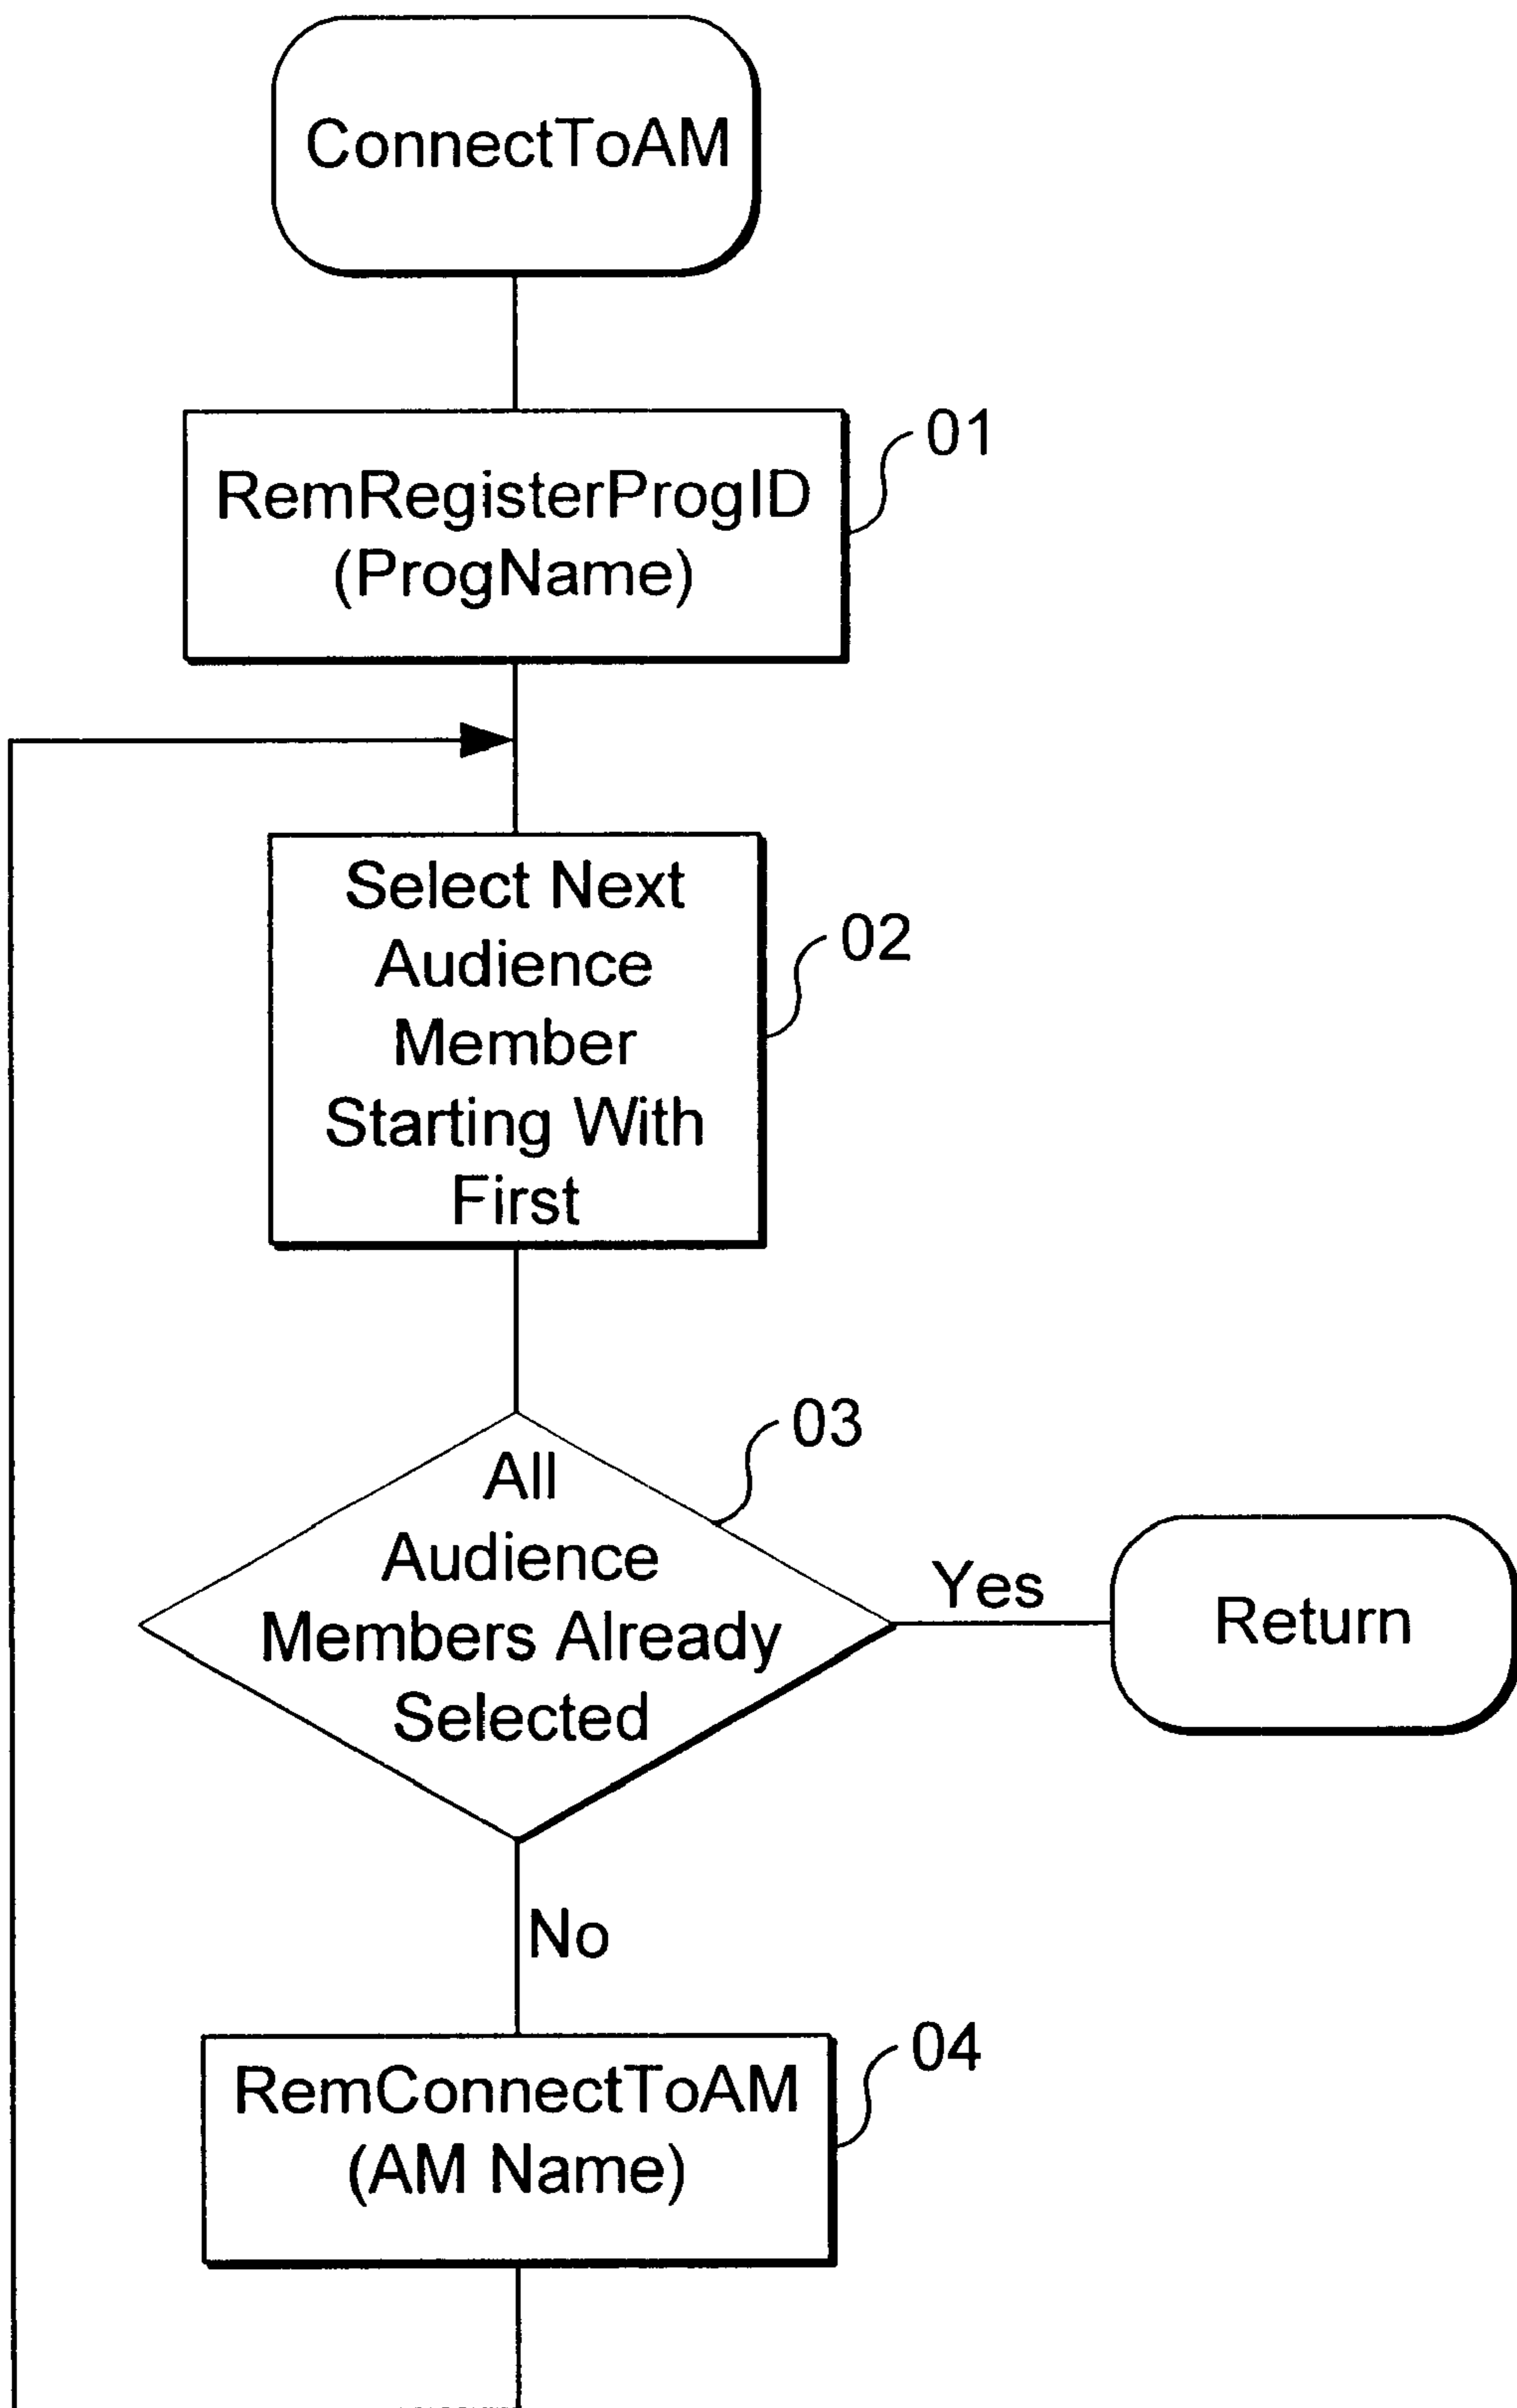 ConnectToAM
01
RemRegisterProgID
(ProgName)
02
Select Next
Audience
Member
Starting With
First
03
All
Audience
Members Already
Selected
Yes
Return
No
04
RemConnectToAM
(AM Name)